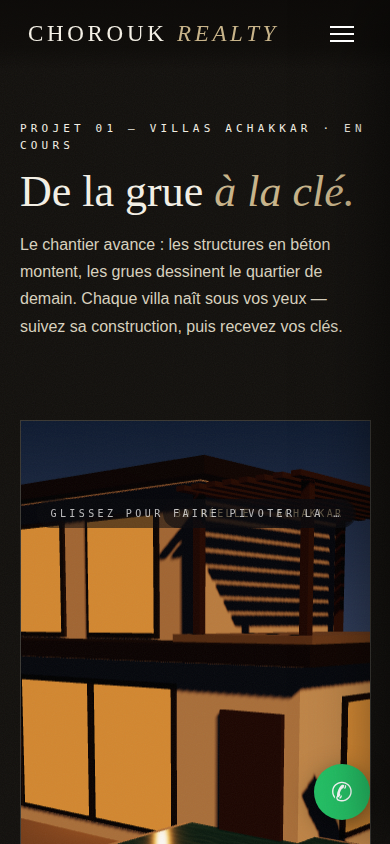 CHOROUK REALTY
PROJET 01 — VILLAS ACHAKKAR · EN
COURS
De la grue à la clé.
Le chantier avance : les structures en béton
montent, les grues dessinent le quartier de
demain. Chaque villa naît sous vos yeux —
suivez sa construction, puis recevez vos clés.
GLISSEZ POUR FAIRE PIVOTER LA